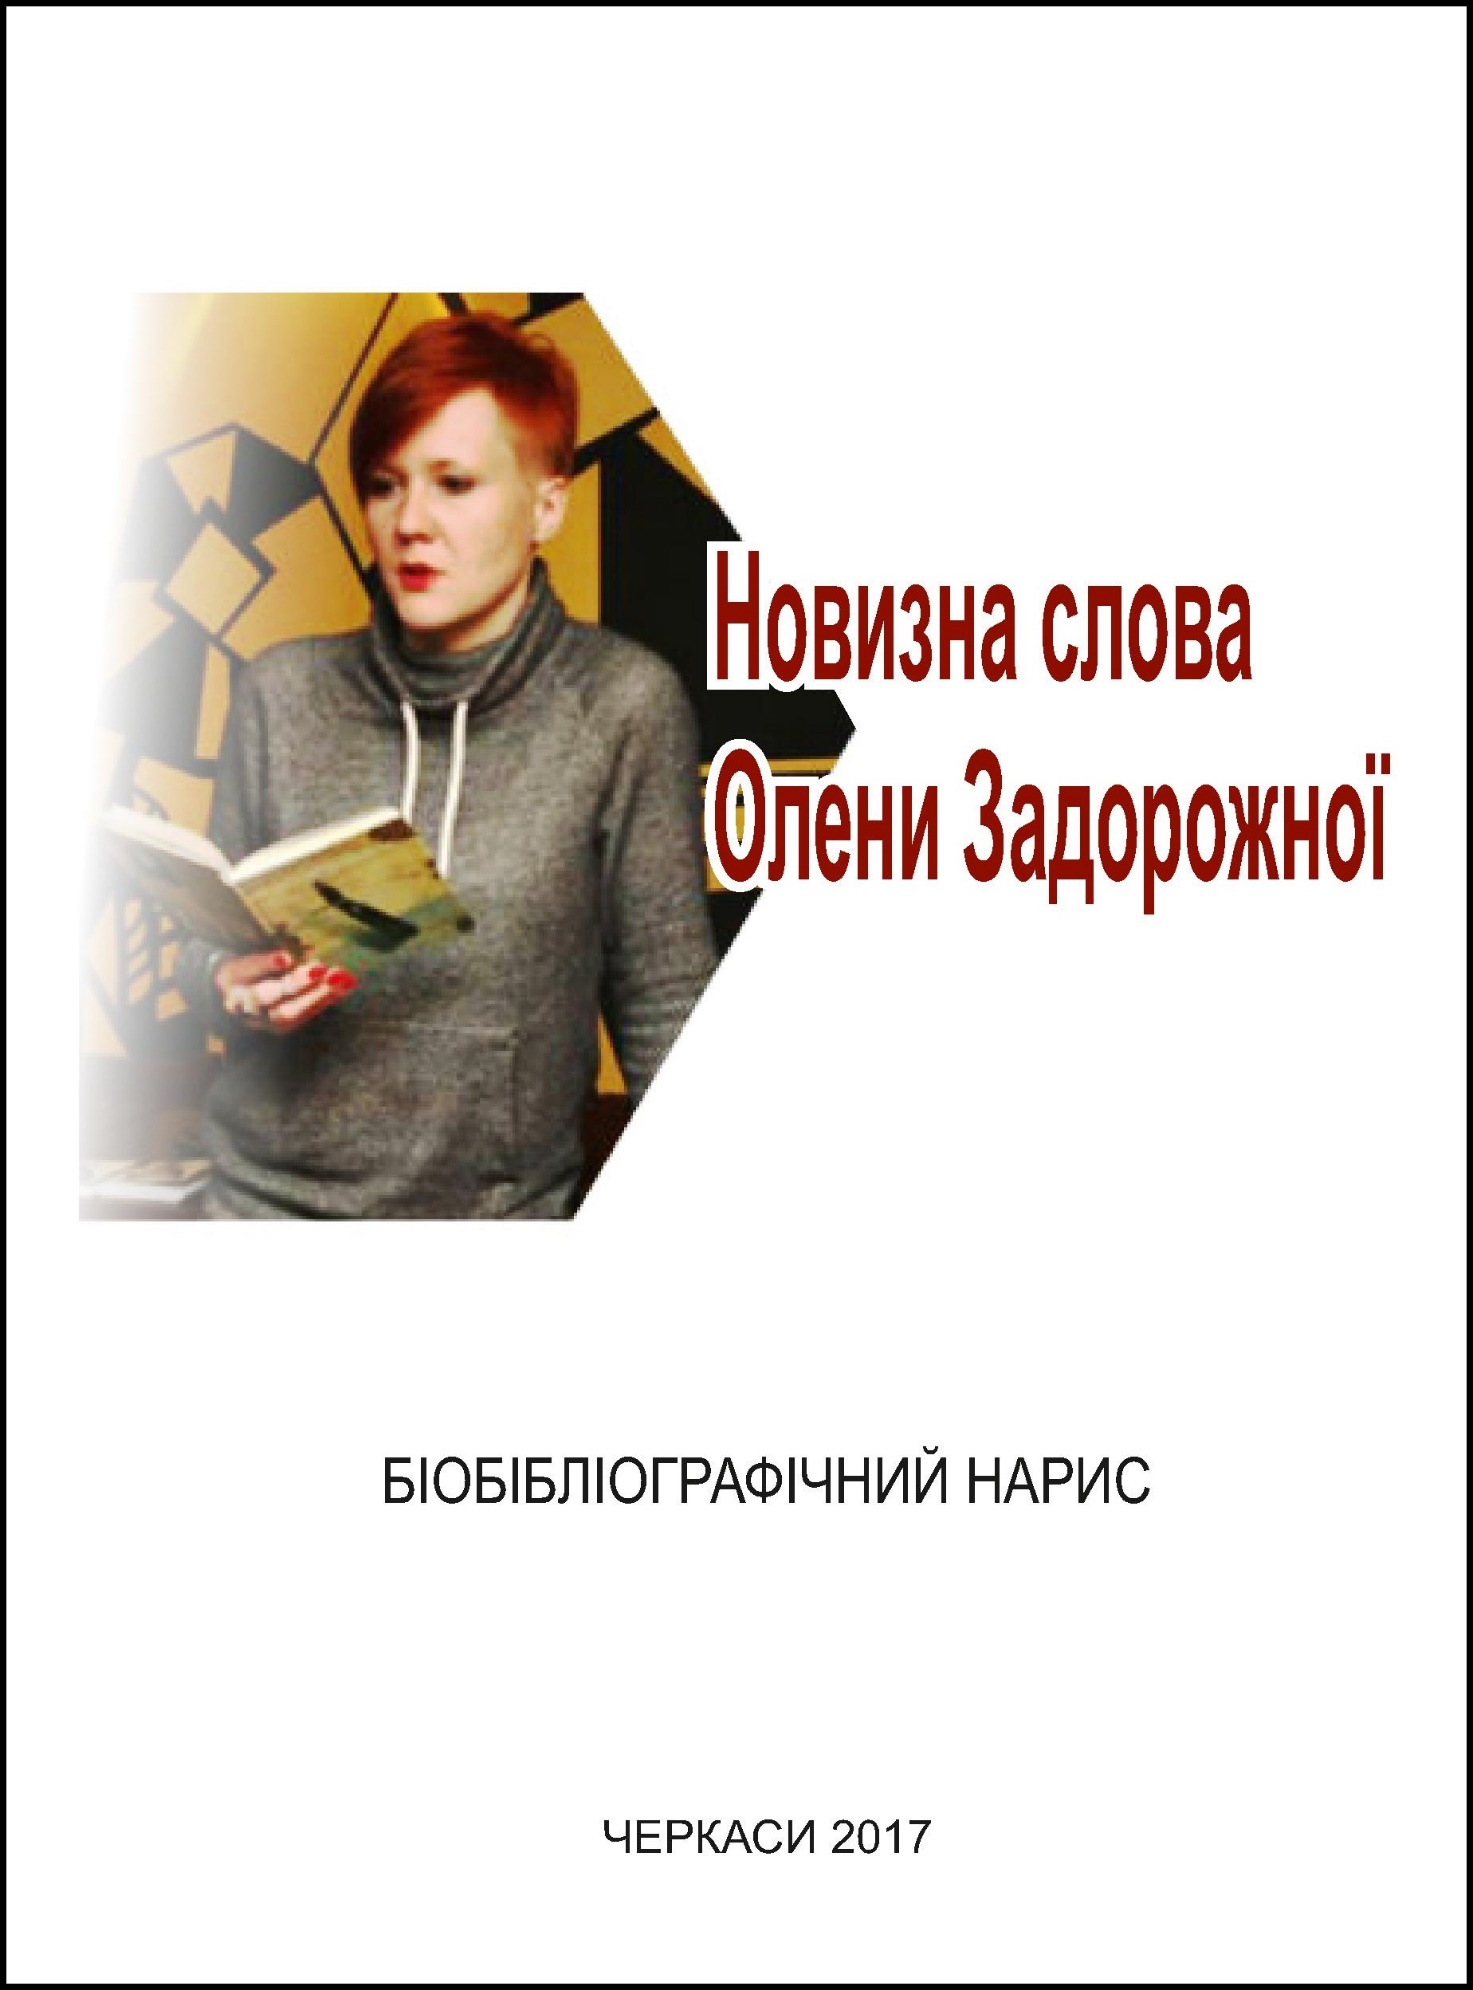 Новизна слова
Олени Задорожної
БІОБІБЛІОГРАФІЧНИЙ НАРИС
ЧЕРКАСИ 2017